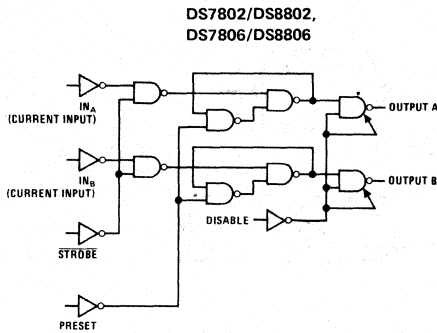 DS7802/DS8802,
DS7806/DS8806
IN_A
(CURRENT INPUT)
OUTPUT A
IN_B
(CURRENT INPUT)
OUTPUT B
DISABLE
STROBE
PRESET